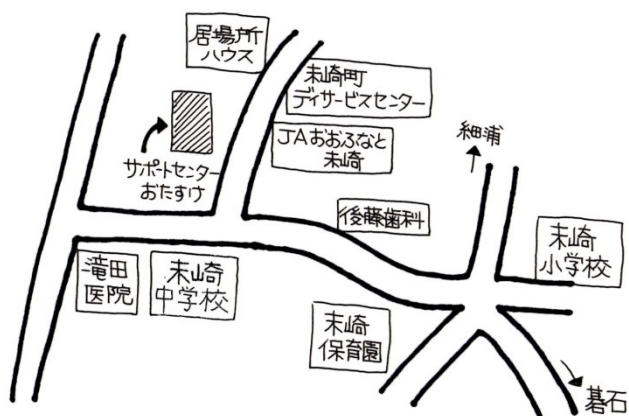 居場所
ハウス
末崎町
デイサービスセンター
JAおおふなと
末崎
サポートセンター
おたすけ
細浦
後藤歯科
末崎
小学校
滝田
医院
末崎
中学校
末崎
保育園
碁石